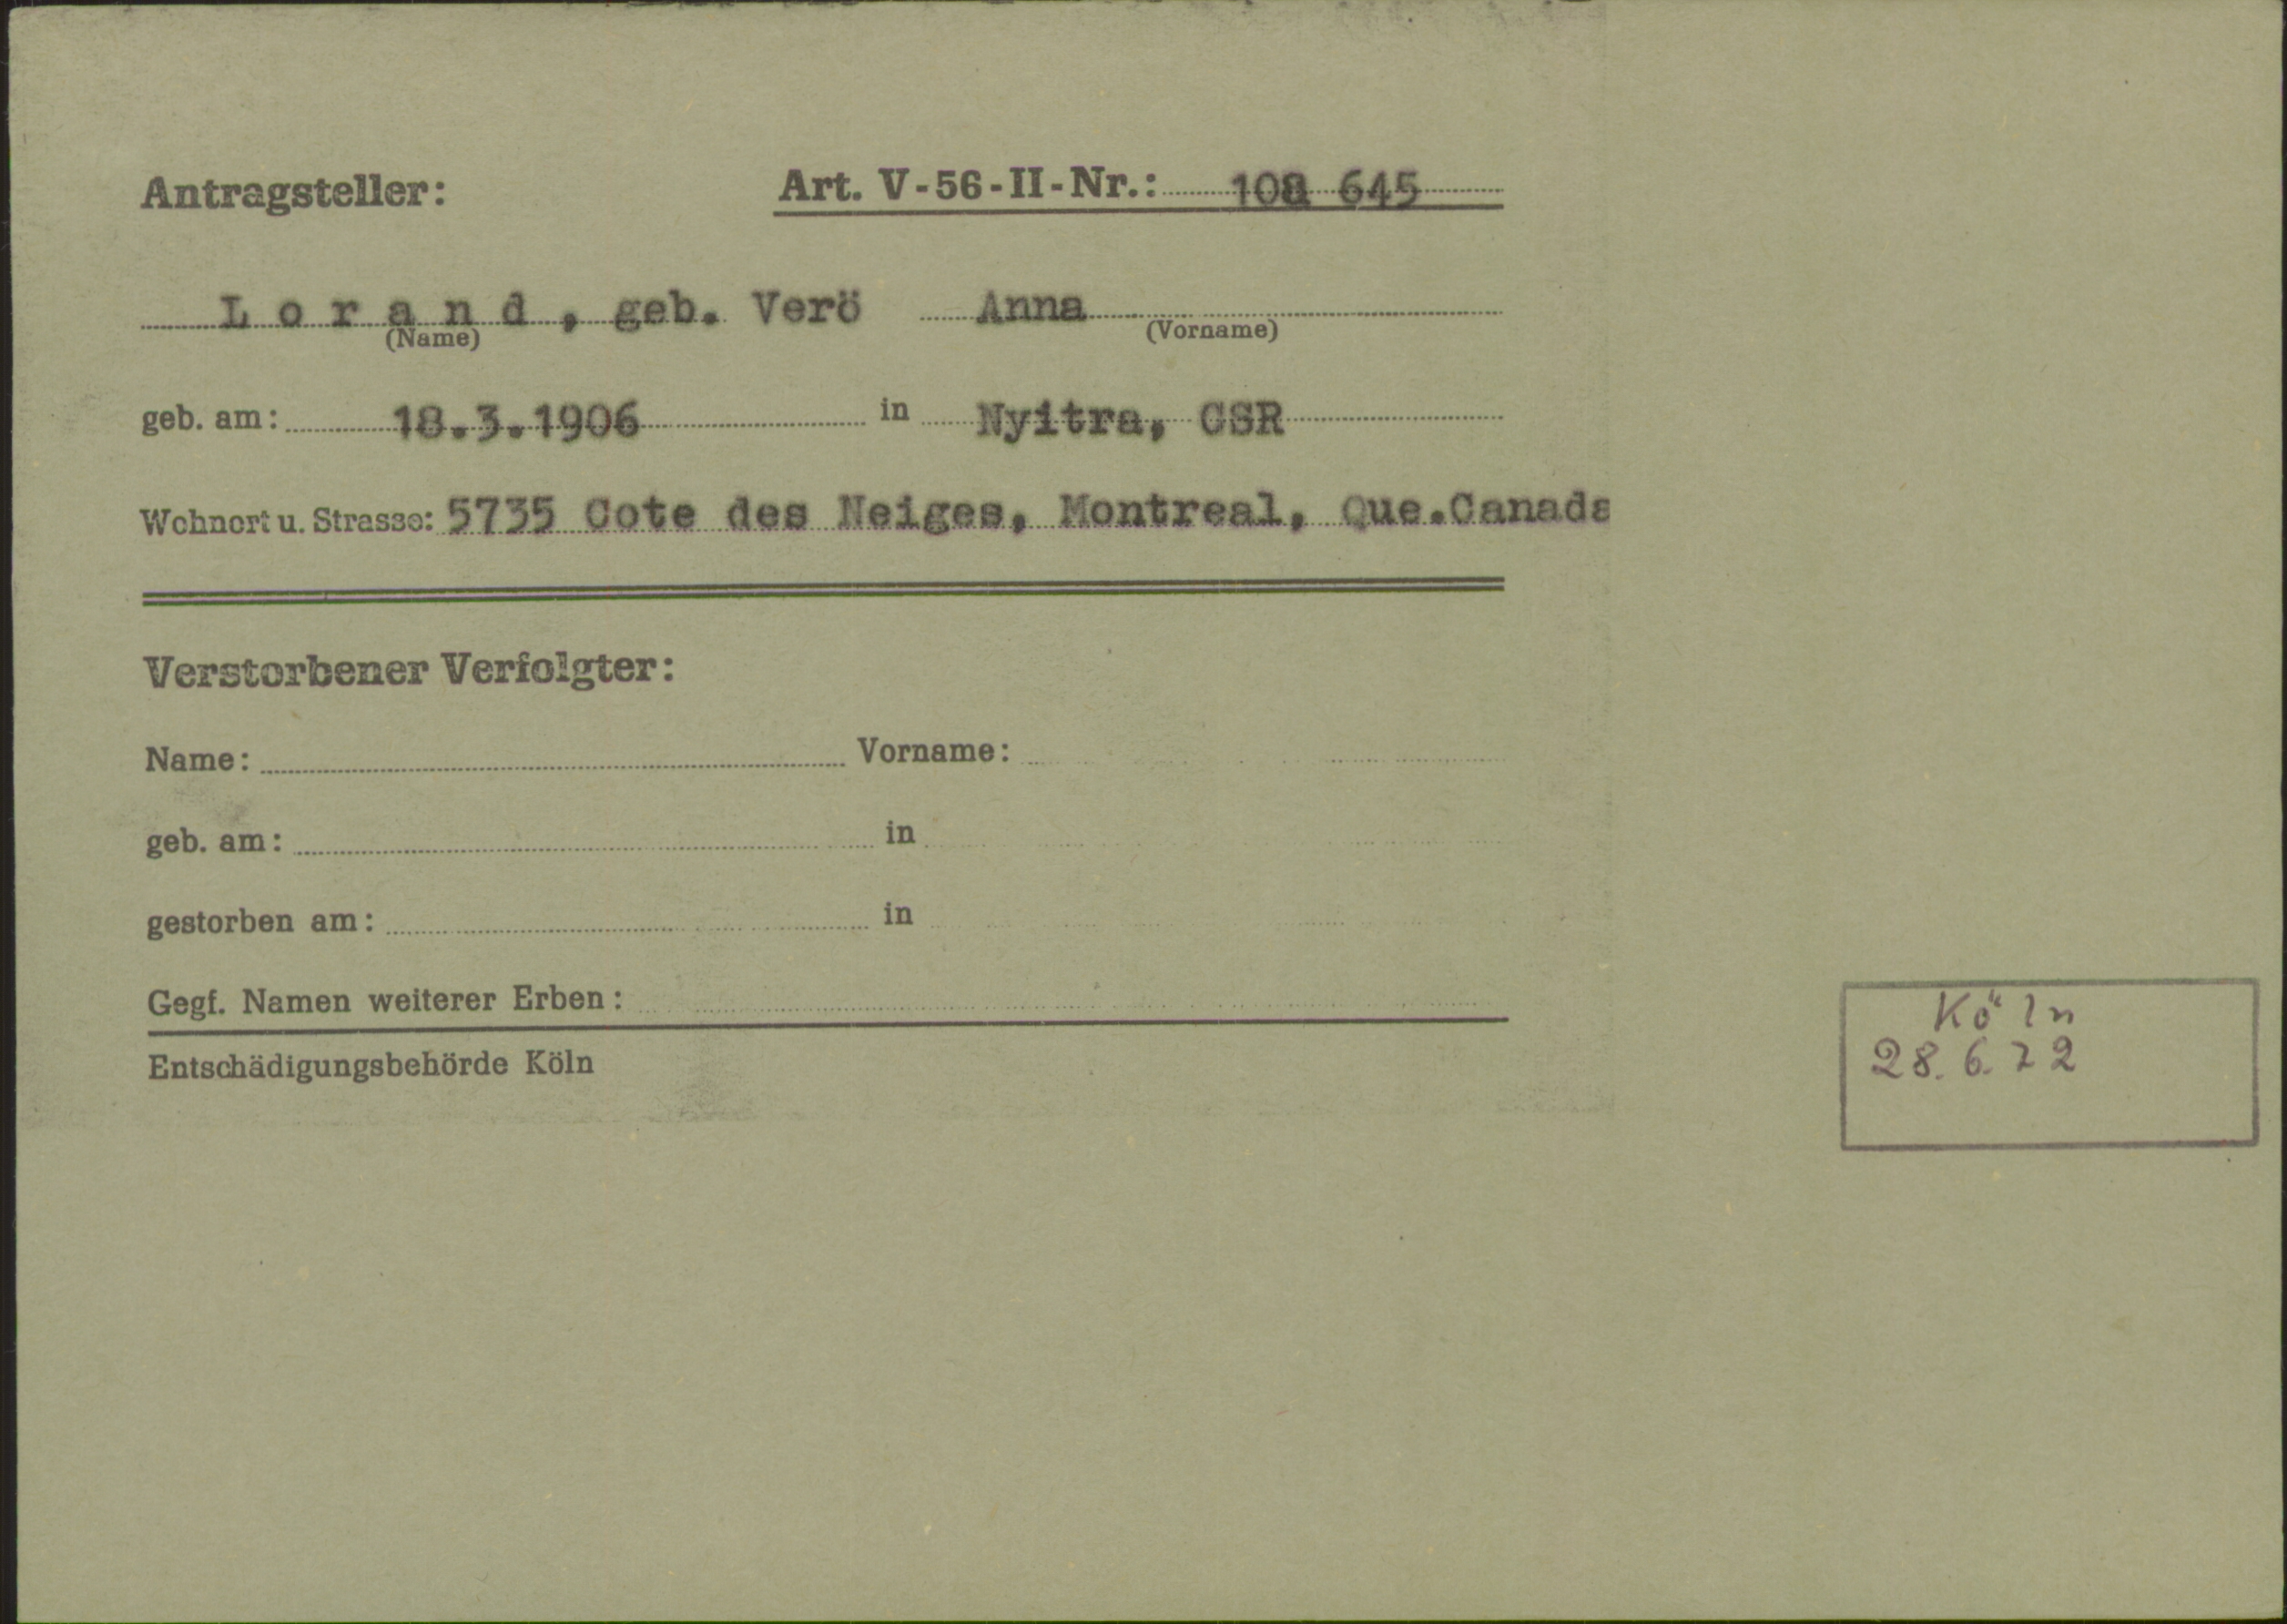 Antragsteller: Art. V-56-II-Nr.: 108 645
Lorand, geb. Verö Anna
(Name) (Vorname)
geb. am: 18.3.1906 in Nyitra, CSR
Wohnort u. Strasse: 5735 Cote des Neiges, Montreal, Que.Canada
Verstorbener Verfolgter:
Name: Vorname:
geb. am: in
gestorben am: in
Gegf. Namen weiterer Erben:
Entschädigungsbehörde Köln
Köln
28.6.72